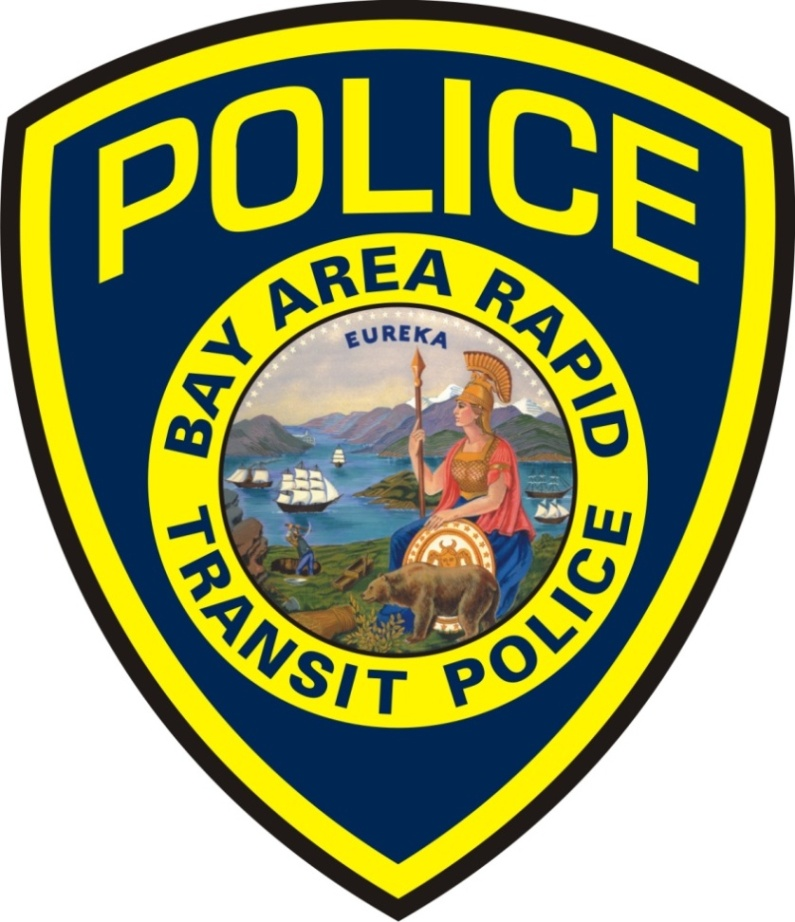 POLICE
BAY AREA RAPID
TRANSIT POLICE
EUREKA